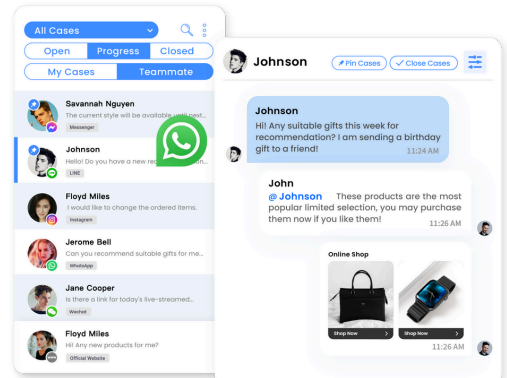 All Cases
Open Progress Closed
My Cases Teammate
Savannah Nguyen
The current style will be available until next...
Messenger
Johnson
Hello! Do you have a new
LINE
Floyd Miles
I would like to change the ordered items.
Instagram
Jerome Bell
Can you recommend suitable gifts for me...
WhatsApp
Jane Cooper
Is there a link for today's live-streamed...
Wechat
Floyd Miles
Hi! Any new products for me?
Official Website
Johnson
Pin Cases
Close Cases
Johnson
Hi! Any suitable gifts this week for
recommendation? I am sending a birthday
gift to a friend!
11:24 AM
John
@ Johnson These products are the most
popular limited selection, you may purchase
them now if you like them!
11:26 AM
Online Shop
Shop Now >
Shop Now >
11:26 AM